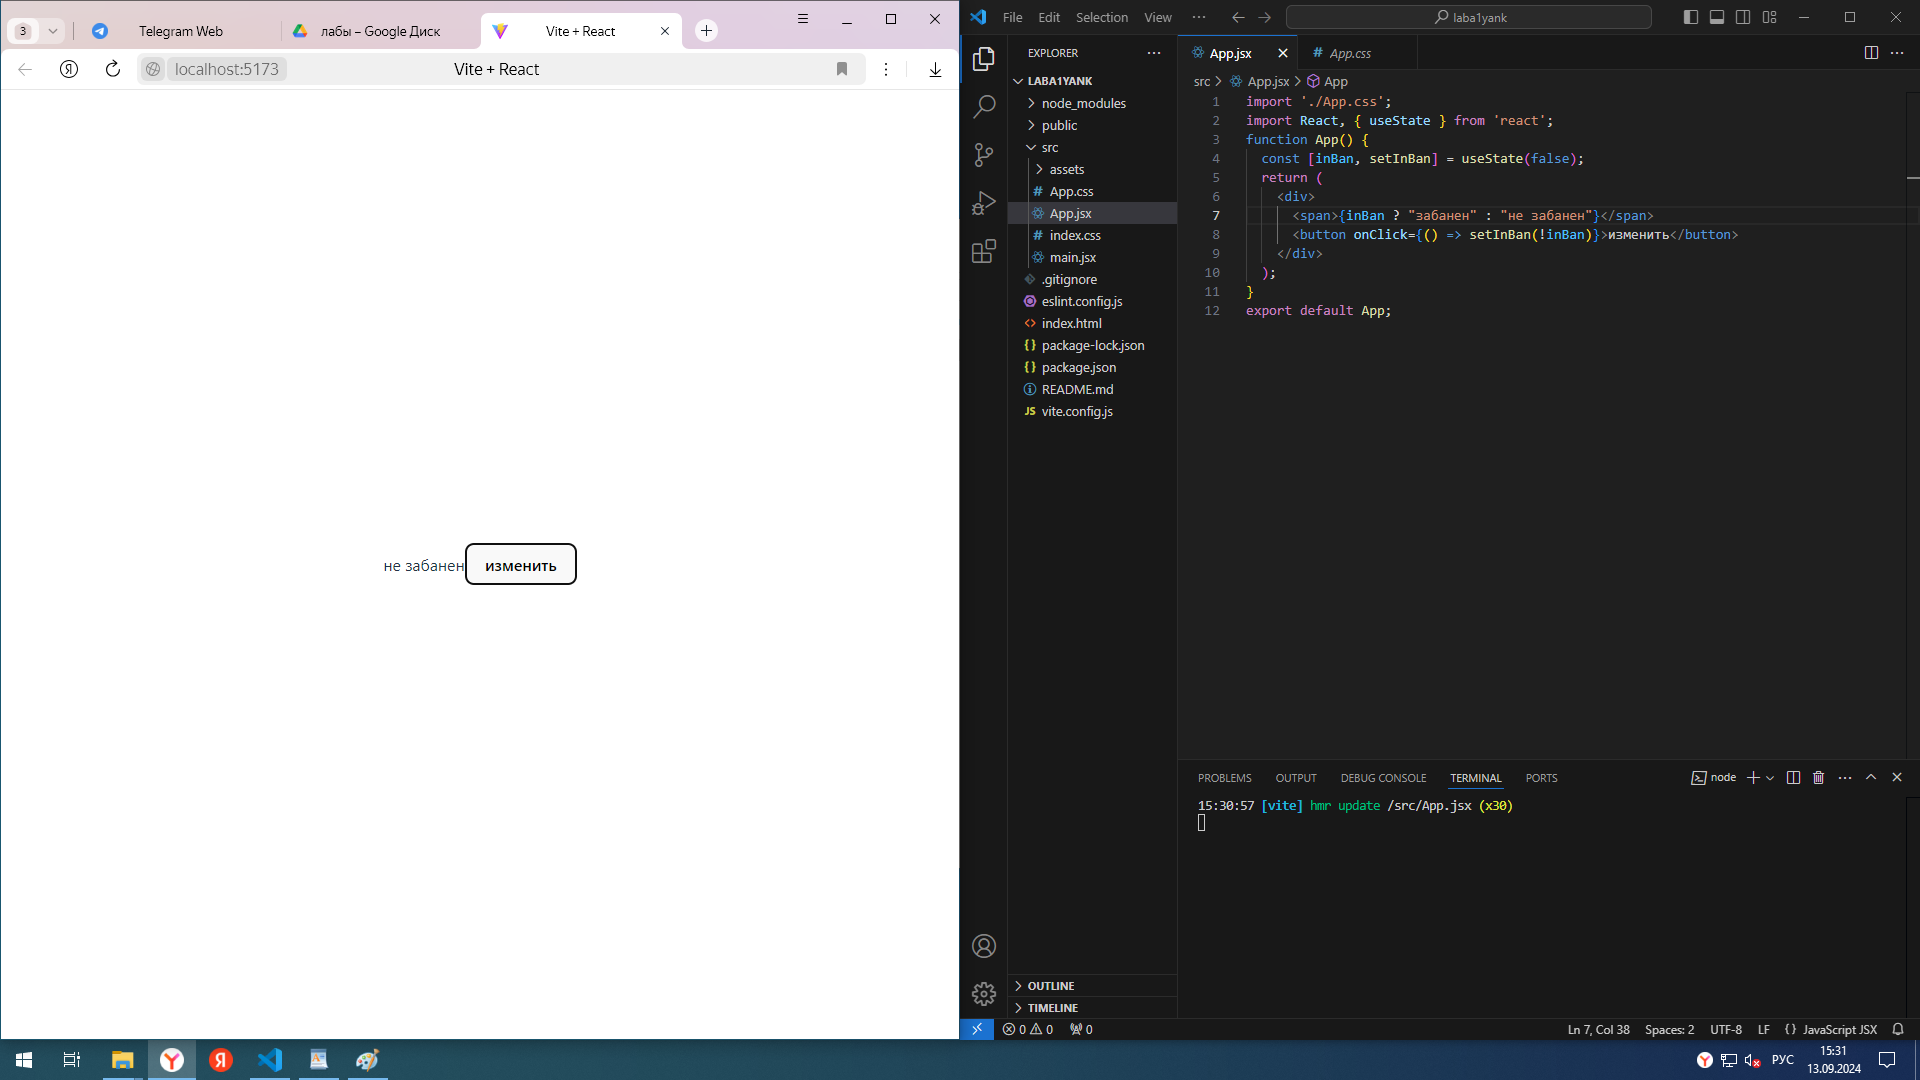 3
Telegram Web
лабы – Google Диск
Vite + React
localhost:5173
Vite + React
не забанен
изменить
File Edit Selection View ···
laba1yank
EXPLORER
LABA1YANK
node_modules
public
src
assets
# App.css
App.jsx
# index.css
main.jsx
.gitignore
eslint.config.js
<> index.html
{} package-lock.json
{} package.json
README.md
JS vite.config.js
OUTLINE
TIMELINE
App.jsx
# App.css
src > App.jsx > App
1 import './App.css';
2 import React, { useState } from 'react';
3 function App() {
4 const [inBan, setInBan] = useState(false);
5 return (
6 <div>
7 <span>{inBan ? "забанен" : "не забанен"}</span>
8 <button onClick={() => setInBan(!inBan)}>изменить</button>
9 </div>
10 );
11 }
12 export default App;
PROBLEMS OUTPUT DEBUG CONSOLE TERMINAL PORTS
node
15:30:57 [vite] hmr update /src/App.jsx (x30)
0 0 0
Ln 7, Col 38 Spaces: 2 UTF-8 LF {} JavaScript JSX
РУС
15:31
13.09.2024